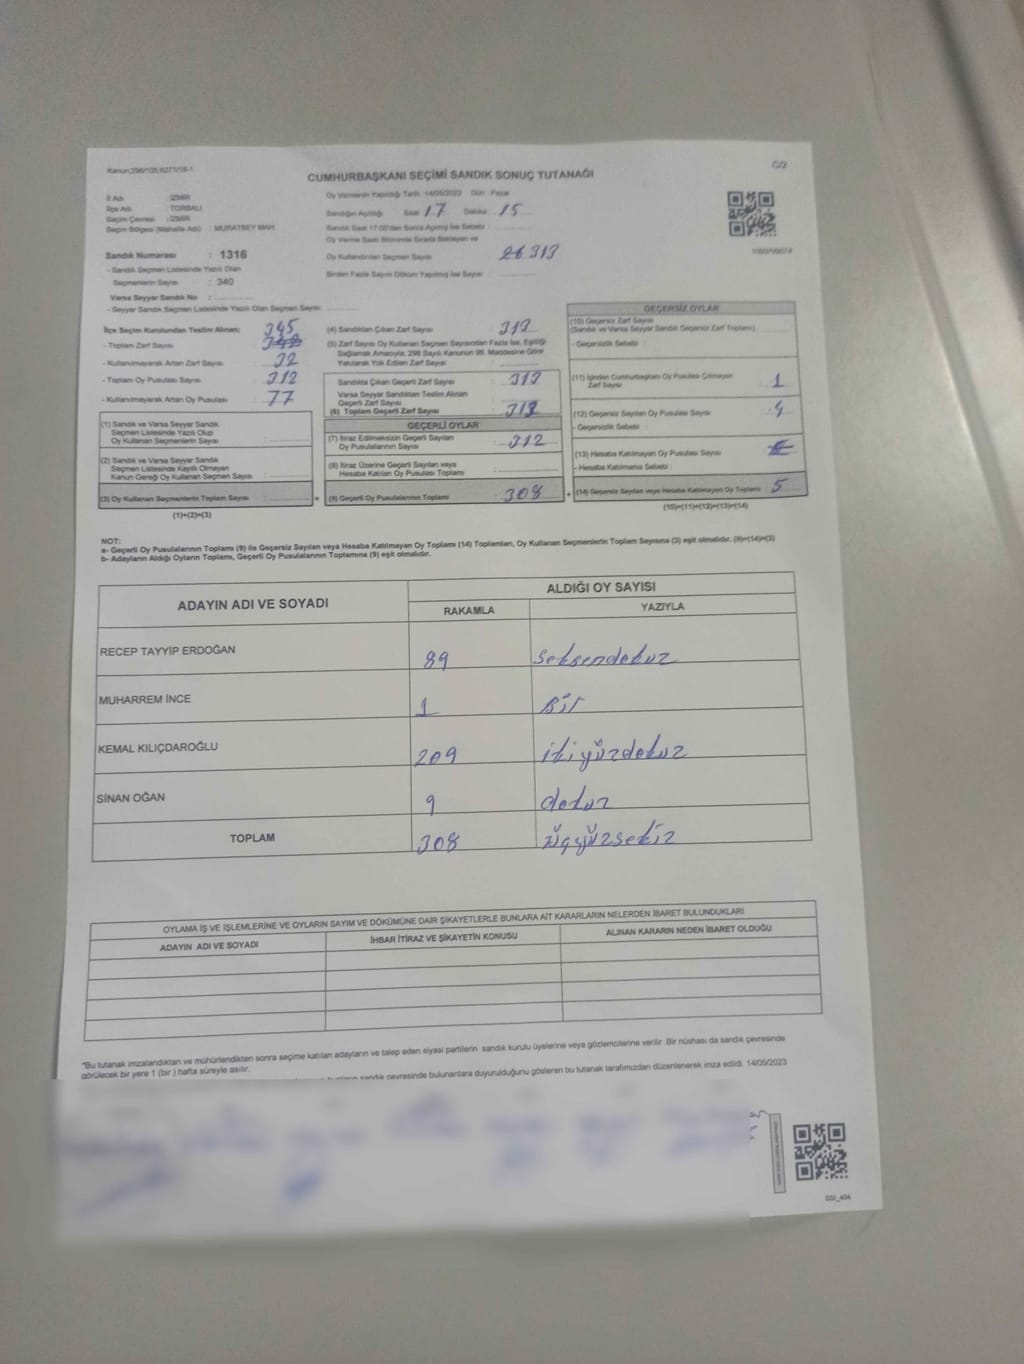 Kanun;298/105;6271/18-1
C/2
CUMHURBAŞKANI SEÇİMİ SANDIK SONUÇ TUTANAĞI
İl Adı : İZMİR
İlçe Adı : TORBALI
Seçim Çevresi : İZMİR
Seçim Bölgesi (Mahalle Adı) : MURATBEY MAH.
Oy Vermenin Yapıldığı Tarih 14/05/2023 Gün : Pazar
Sandığın Açıldığı Saat 17 Dakika 15
Sandık Saat 17:00'den Sonra Açılmış İse Sebebi :
Oy Verme Saati Bitiminde Sırada Bekleyen ve
Oy Kullandırılan Seçmen Sayısı 313
Birden Fazla Sayım Döküm Yapılmış İse Sayısı :
Sandık Numarası : 1316
- Sandık Seçmen Listesinde Yazılı Olan
Seçmenlerin Sayısı : 340
Varsa Seyyar Sandık No :
- Seyyar Sandık Seçmen Listesinde Yazılı Olan Seçmen Sayısı
İlçe Seçim Kurulundan Teslim Alınan: 345
- Toplam Zarf Sayısı
- Kullanılmayarak Artan Zarf Sayısı 32
- Toplam Oy Pusulası Sayısı 312
- Kullanılmayarak Artan Oy Pusulası 77
(1) Sandık ve Varsa Seyyar Sandık
Seçmen Listesinde Yazılı Olup
Oy Kullanan Seçmenlerin Sayısı
(2) Sandık ve Varsa Seyyar Sandık
Seçmen Listesinde Kayıtlı Olmayan
Kanun Gereği Oy Kullanan Seçmen Sayısı
(3) Oy Kullanan Seçmenlerin Toplam Sayısı =
(1)+(2)=(3)
(4) Sandıktan Çıkan Zarf Sayısı : 313
(5) Zarf Sayısı Oy Kullanan Seçmen Sayısından Fazla İse, Eşitliği
Sağlamak Amacıyla; 298 Sayılı Kanunun 98. Maddesine Göre
Yakılarak Yok Edilen Zarf Sayısı :
Sandıkta Çıkan Geçerli Zarf Sayısı : 313
Varsa Seyyar Sandıktan Teslim Alınan
Geçerli Zarf Sayısı
(6) Toplam Geçerli Zarf Sayısı : 313
GEÇERLİ OYLAR
(7) İtiraz Edilmeksizin Geçerli Sayılan
Oy Pusulalarının Sayısı : 312
(8) İtiraz Üzerine Geçerli Sayılan veya
Hesaba Katılan Oy Pusulası Toplamı
(9) Geçerli Oy Pusulalarının Toplamı 308 +
GEÇERSİZ OYLAR
(10) Geçersiz Zarf Sayısı
(Sandık ve Varsa Seyyar Sandık Geçersiz Zarf Toplamı)
- Geçersizlik Sebebi :
(11) İçinden Cumhurbaşkanı Oy Pusulası Çıkmayan
Zarf Sayısı 1
(12) Geçersiz Sayılan Oy Pusulası Sayısı 4
- Geçersizlik Sebebi :
(13) Hesaba Katılmayan Oy Pusulası Sayısı
- Hesaba Katılmama Sebebi
(14) Geçersiz Sayılan veya Hesaba Katılmayan Oy Toplamı 5
(10)+(11)+(12)+(13)=(14)
NOT:
a- Geçerli Oy Pusulalarının Toplamı (9) ile Geçersiz Sayılan veya Hesaba Katılmayan Oy Toplamı (14) Toplamları, Oy Kullanan Seçmenlerin Toplam Sayısına (3) eşit olmalıdır. (9)+(14)=(3)
b- Adayların Aldığı Oyların Toplamı, Geçerli Oy Pusulalarının Toplamına (9) eşit olmalıdır.
ADAYIN ADI VE SOYADI
ALDIĞI OY SAYISI
RAKAMLA YAZIYLA
RECEP TAYYİP ERDOĞAN 89 seksendokuz
MUHARREM İNCE 1 Bir
KEMAL KILIÇDAROĞLU 209 ikiyüzdokuz
SİNAN OĞAN 9 dokuz
TOPLAM 308 üçyüzsekiz
OYLAMA İŞ VE İŞLEMLERİNE VE OYLARIN SAYIM VE DÖKÜMÜNE DAİR ŞİKAYETLERLE BUNLARA AİT KARARLARIN NELERDEN İBARET BULUNDUKLARI
ADAYIN ADI VE SOYADI
İHBAR İTİRAZ VE ŞİKAYETİN KONUSU
ALINAN KARARIN NEDEN İBARET OLDUĞU
*Bu tutanak imzalandıktan ve mühürlendikten sonra seçime katılan adayların ve talep eden siyasi partilerin sandık kurulu üyelerine veya gözlemcilerine verilir .Bir nüshası da sandık çevresinde
görülecek bir yere 1 (bir ) hafta süreyle asılır.
sandık çevresinde bulunanlara duyurulduğunu gösteren bu tutanak tarafımızdan düzenlenerek imza edildi. 14/05/2023